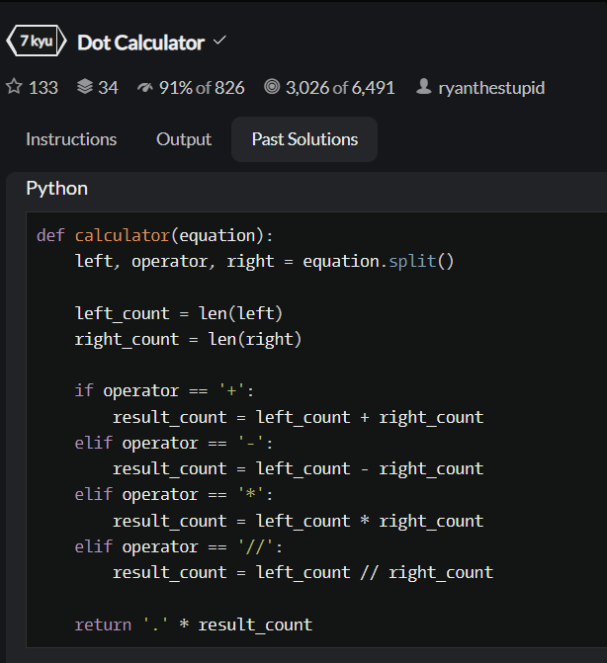 7 kyu Dot Calculator
133 34 91% of 826 3,026 of 6,491 ryanthestupid
Instructions Output Past Solutions
Python
def calculator(equation):
    left, operator, right = equation.split()

    left_count = len(left)
    right_count = len(right)

    if operator == '+':
        result_count = left_count + right_count
    elif operator == '-':
        result_count = left_count - right_count
    elif operator == '*':
        result_count = left_count * right_count
    elif operator == '//':
        result_count = left_count // right_count

    return '.' * result_count